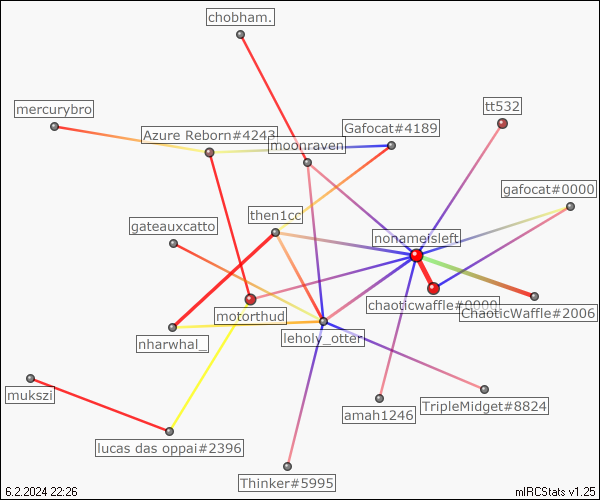 chobham.
mercurybro
tt532
Azure Reborn#4243
Gafocat#4189
moonraven
gafocat#0000
then1cc
gateauxcatto
nonameisleft
chaoticwaffle#0000
ChaoticWaffle#2006
motorthud
leholy_otter
nharwhal_
mukszi
amah1246
TripleMidget#8824
lucas das oppai#2396
Thinker#5995
6.2.2024 22:26
mIRCStats v1.25